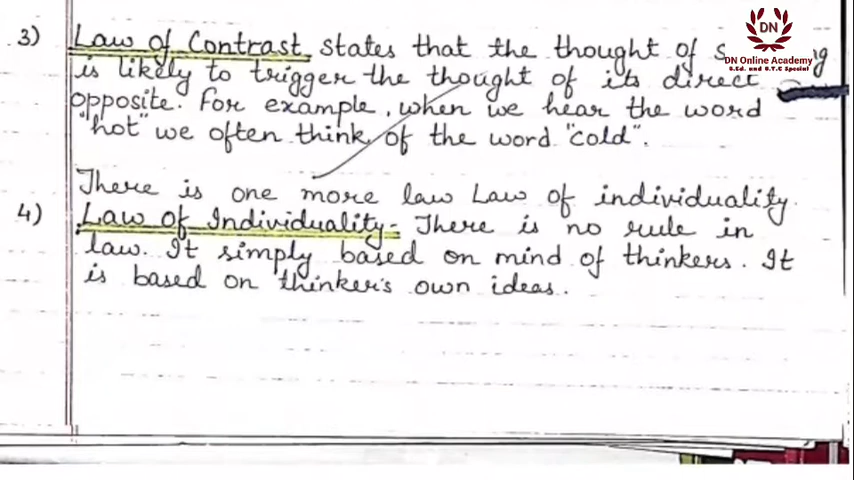 3) Law of Contrast states that the thought of
is likely to trigger the thought of its direct
opposite. For example, when we hear the word
"hot" we often think of the word "cold".
There is one more law Law of individuality.
4) Law of Individuality- There is no rule in
law. It simply based on mind of thinkers. It
is based on thinker's own ideas.
DN
DN Online Academy
B.Ed. and U.T.C Special